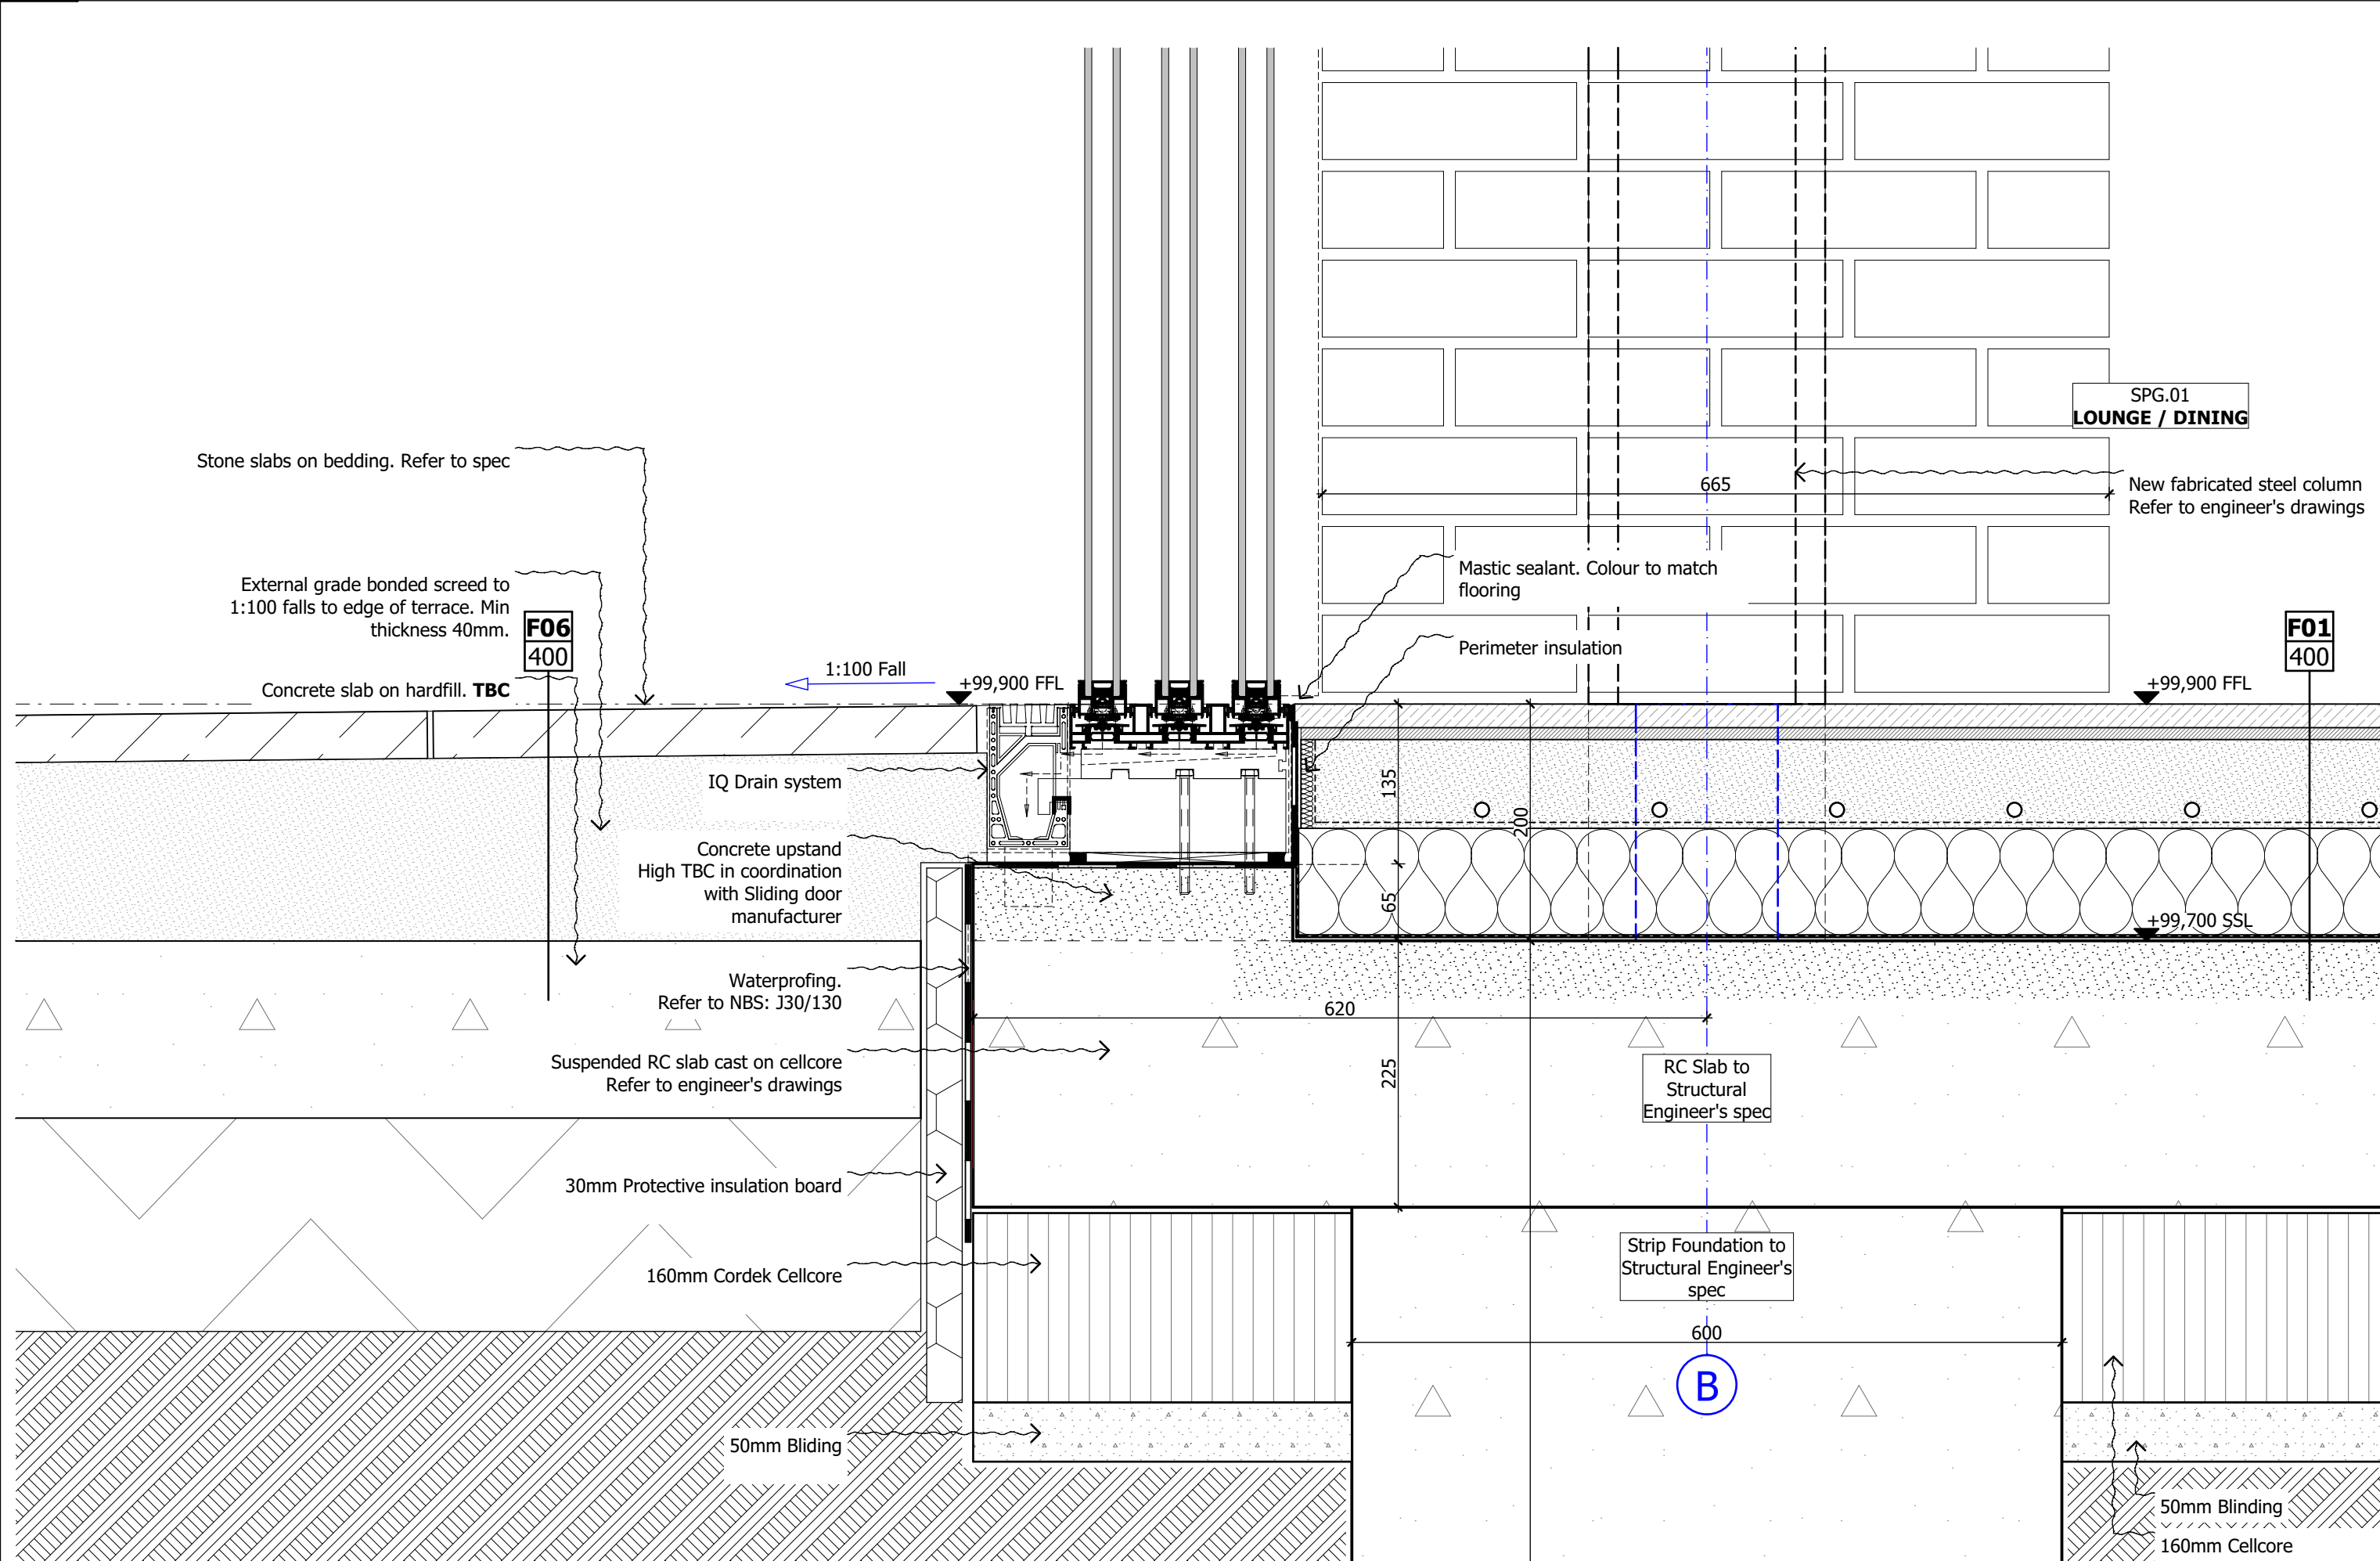 SPG.01
LOUNGE / DINING
Stone slabs on bedding. Refer to spec
665
New fabricated steel column
Refer to engineer's drawings
Mastic sealant. Colour to match
flooring
External grade bonded screed to
1:100 falls to edge of terrace. Min
thickness 40mm.
F06
400
F01
400
Perimeter insulation
1:100 Fall
+99,900 FFL
+99,900 FFL
Concrete slab on hardfill. TBC
IQ Drain system
135
200
Concrete upstand
High TBC in coordination
with Sliding door
manufacturer
65
+99,700 SSL
Waterprofing.
Refer to NBS: J30/130
620
Suspended RC slab cast on cellcore
Refer to engineer's drawings
225
RC Slab to
Structural
Engineer's spec
30mm Protective insulation board
Strip Foundation to
Structural Engineer's
spec
160mm Cordek Cellcore
600
B
50mm Bliding
50mm Blinding
160mm Cellcore